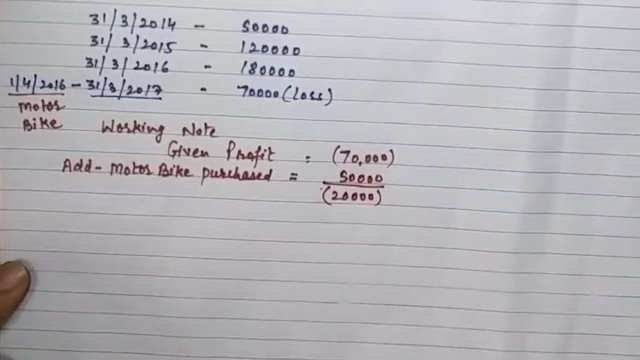 31/3/2014 - 50000
31/3/2015 - 120000
31/3/2016 - 180000
1/4/2016 - 31/3/2017 - 70000 (Loss)
Motor
Bike
Working Note
Given Profit = (70,000)
Add - Motor Bike purchased = 50000
(20000)